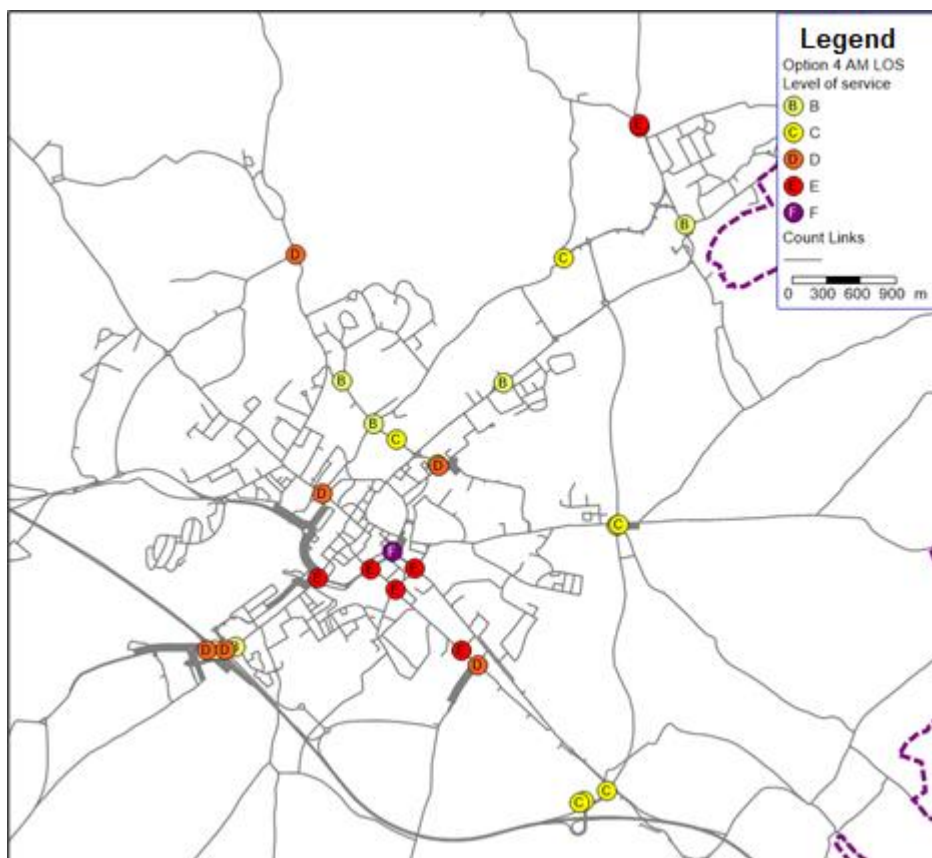 Legend
Option 4 AM LOS
Level of service
B B
C C
D D
E E
F F
Count Links
0 300 600 900 m
E
B
D
C
B
B
B
C
D
D
C
F
E
E
E
E
E
D
D
D
B
D
C
C